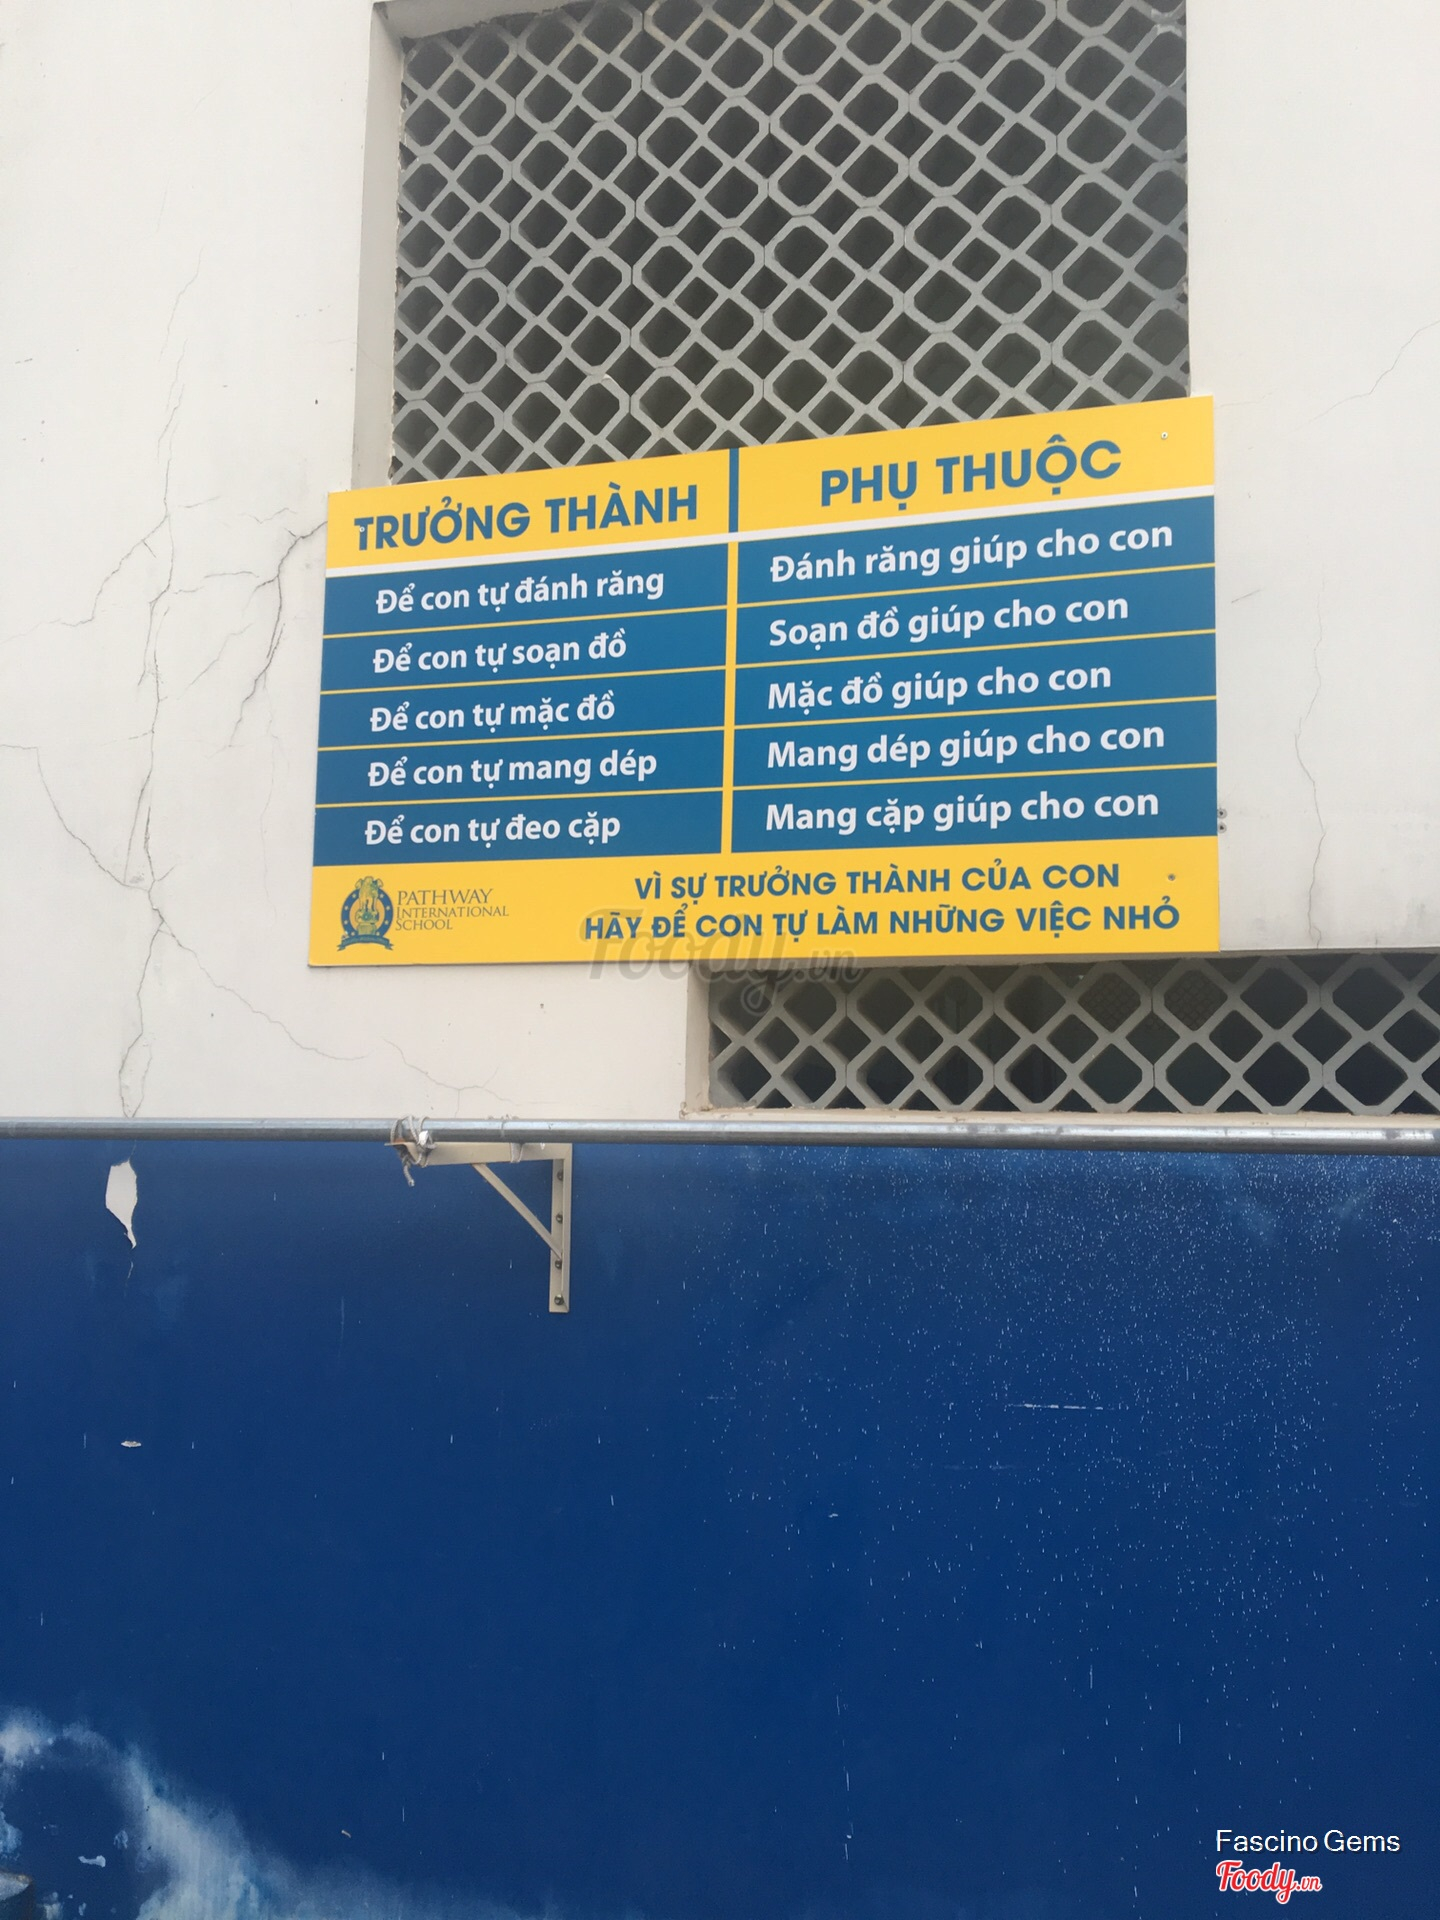 TRƯỞNG THÀNH
PHỤ THUỘC
Để con tự đánh răng
Đánh răng giúp cho con
Để con tự soạn đồ
Soạn đồ giúp cho con
Để con tự mặc đồ
Mặc đồ giúp cho con
Để con tự mang dép
Mang dép giúp cho con
Để con tự đeo cặp
Mang cặp giúp cho con
PATHWAY
INTERNATIONAL
SCHOOL
VÌ SỰ TRƯỞNG THÀNH CỦA CON
HÃY ĐỂ CON TỰ LÀM NHỮNG VIỆC NHỎ
Foody.vn
Fascino Gems
Foody.vn